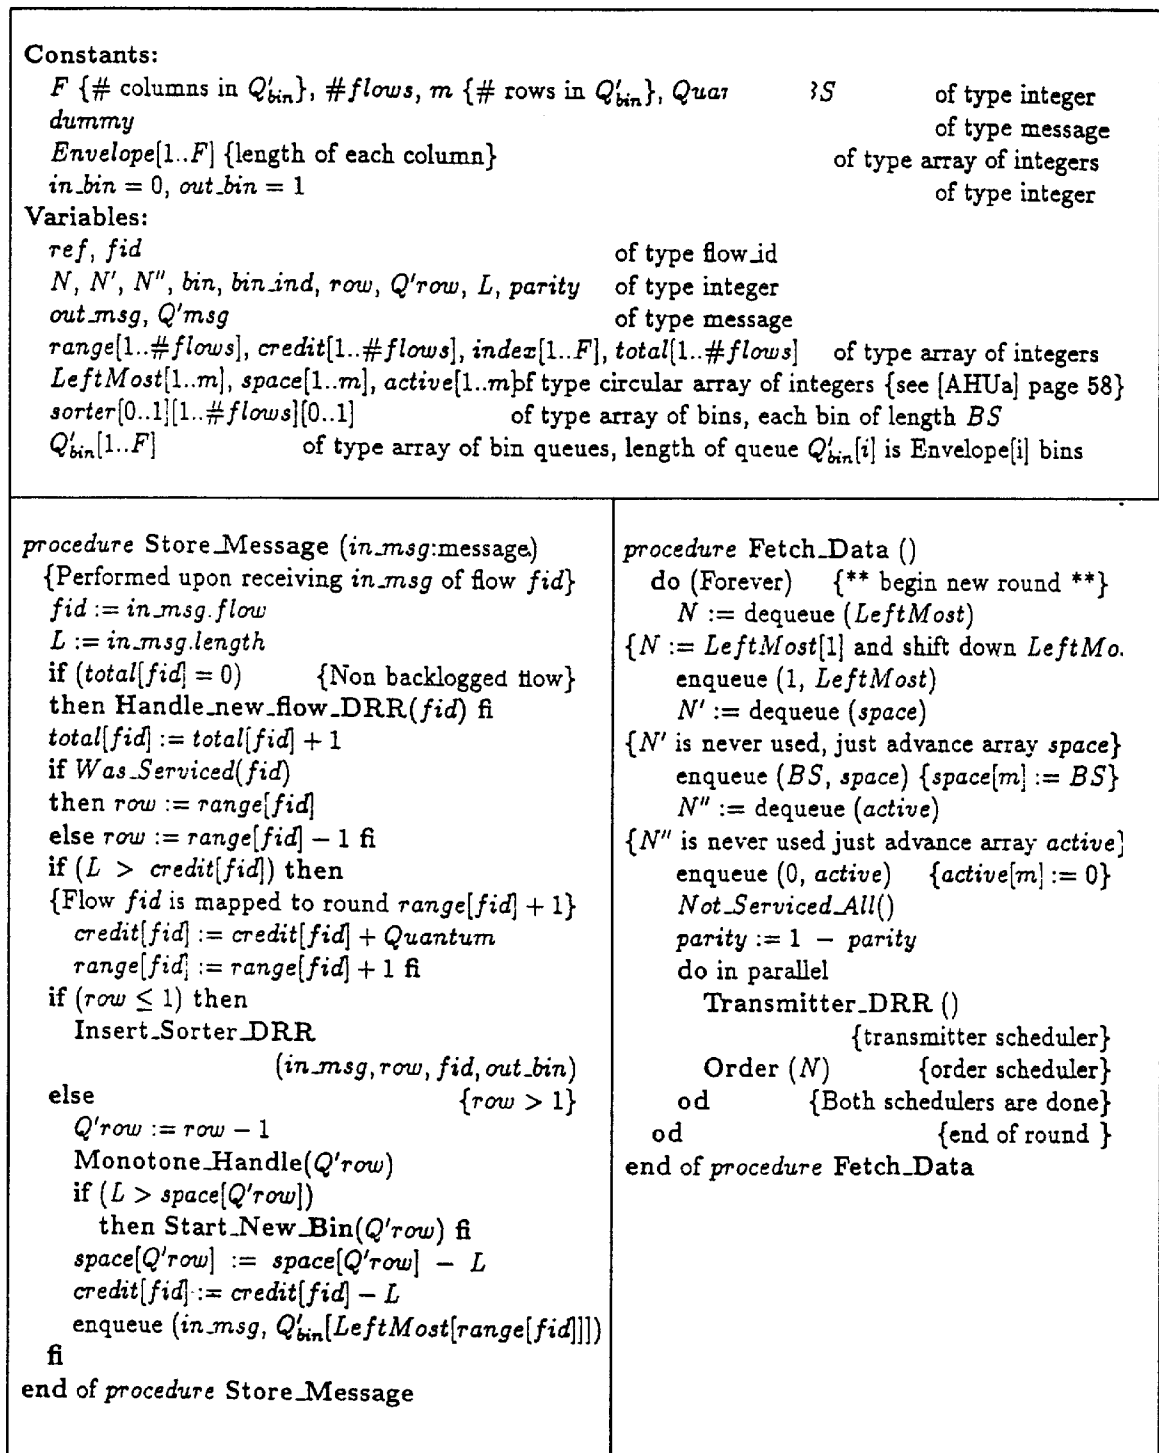 Constants:
F {# columns in Q'bin}, #flows, m {# rows in Q'bin}, BS of type integer
dummy of type message
Envelope[1..F] {length of each column} of type array of integers
in_bin = 0, out_bin = 1 of type integer
Variables:
ref, fid of type flow_id
N, N', N'', bin, bin_ind, row, Q'row, L, parity of type integer
out_msg, Q'msg of type message
range[1..#flows], credit[1..#flows], index[1..F], total[1..#flows] of type array of integers
LeftMost[1..m], space[1..m], active[1..m] of type circular array of integers {see [AHUa] page 58}
sorter[0..1][1..#flows][0..1] of type array of bins, each bin of length BS
Q'bin[1..F] of type array of bin queues, length of queue Q'bin[i] is Envelope[i] bins
procedure Store_Message (in_msg:message)
{Performed upon receiving in_msg of flow fid}
fid := in_msg.flow
L := in_msg.length
if (total[fid] = 0) {Non backlogged flow}
then Handle_new_flow_DRR(fid) fi
total[fid] := total[fid] + 1
if Was_Serviced(fid)
then row := range[fid]
else row := range[fid] − 1 fi
if (L > credit[fid]) then
{Flow fid is mapped to round range[fid] + 1}
credit[fid] := credit[fid] + Quantum
range[fid] := range[fid] + 1 fi
if (row ≤ 1) then
Insert_Sorter_DRR
(in_msg, row, fid, out_bin)
else {row > 1}
Q'row := row − 1
Monotone_Handle(Q'row)
if (L > space[Q'row])
then Start_New_Bin(Q'row) fi
space[Q'row] := space[Q'row] − L
credit[fid] := credit[fid] − L
enqueue (in_msg, Q'bin[LeftMost[range[fid]]])
fi
end of procedure Store_Message
procedure Fetch_Data ()
do (Forever) {** begin new round **}
N := dequeue (LeftMost)
{N := LeftMost[1] and shift down LeftMo.
enqueue (1, LeftMost)
N' := dequeue (space)
{N' is never used, just advance array space}
enqueue (BS, space) {space[m] := BS}
N'' := dequeue (active)
{N'' is never used just advance array active}
enqueue (0, active) {active[m] := 0}
Not_Serviced_All()
parity := 1 − parity
do in parallel
Transmitter_DRR ()
{transmitter scheduler}
Order (N) {order scheduler}
od {Both schedulers are done}
od {end of round }
end of procedure Fetch_Data